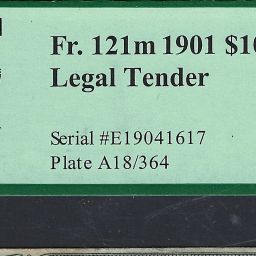 Fr. 121m 1901 $10
Legal Tender
Serial #E19041617
Plate A18/364